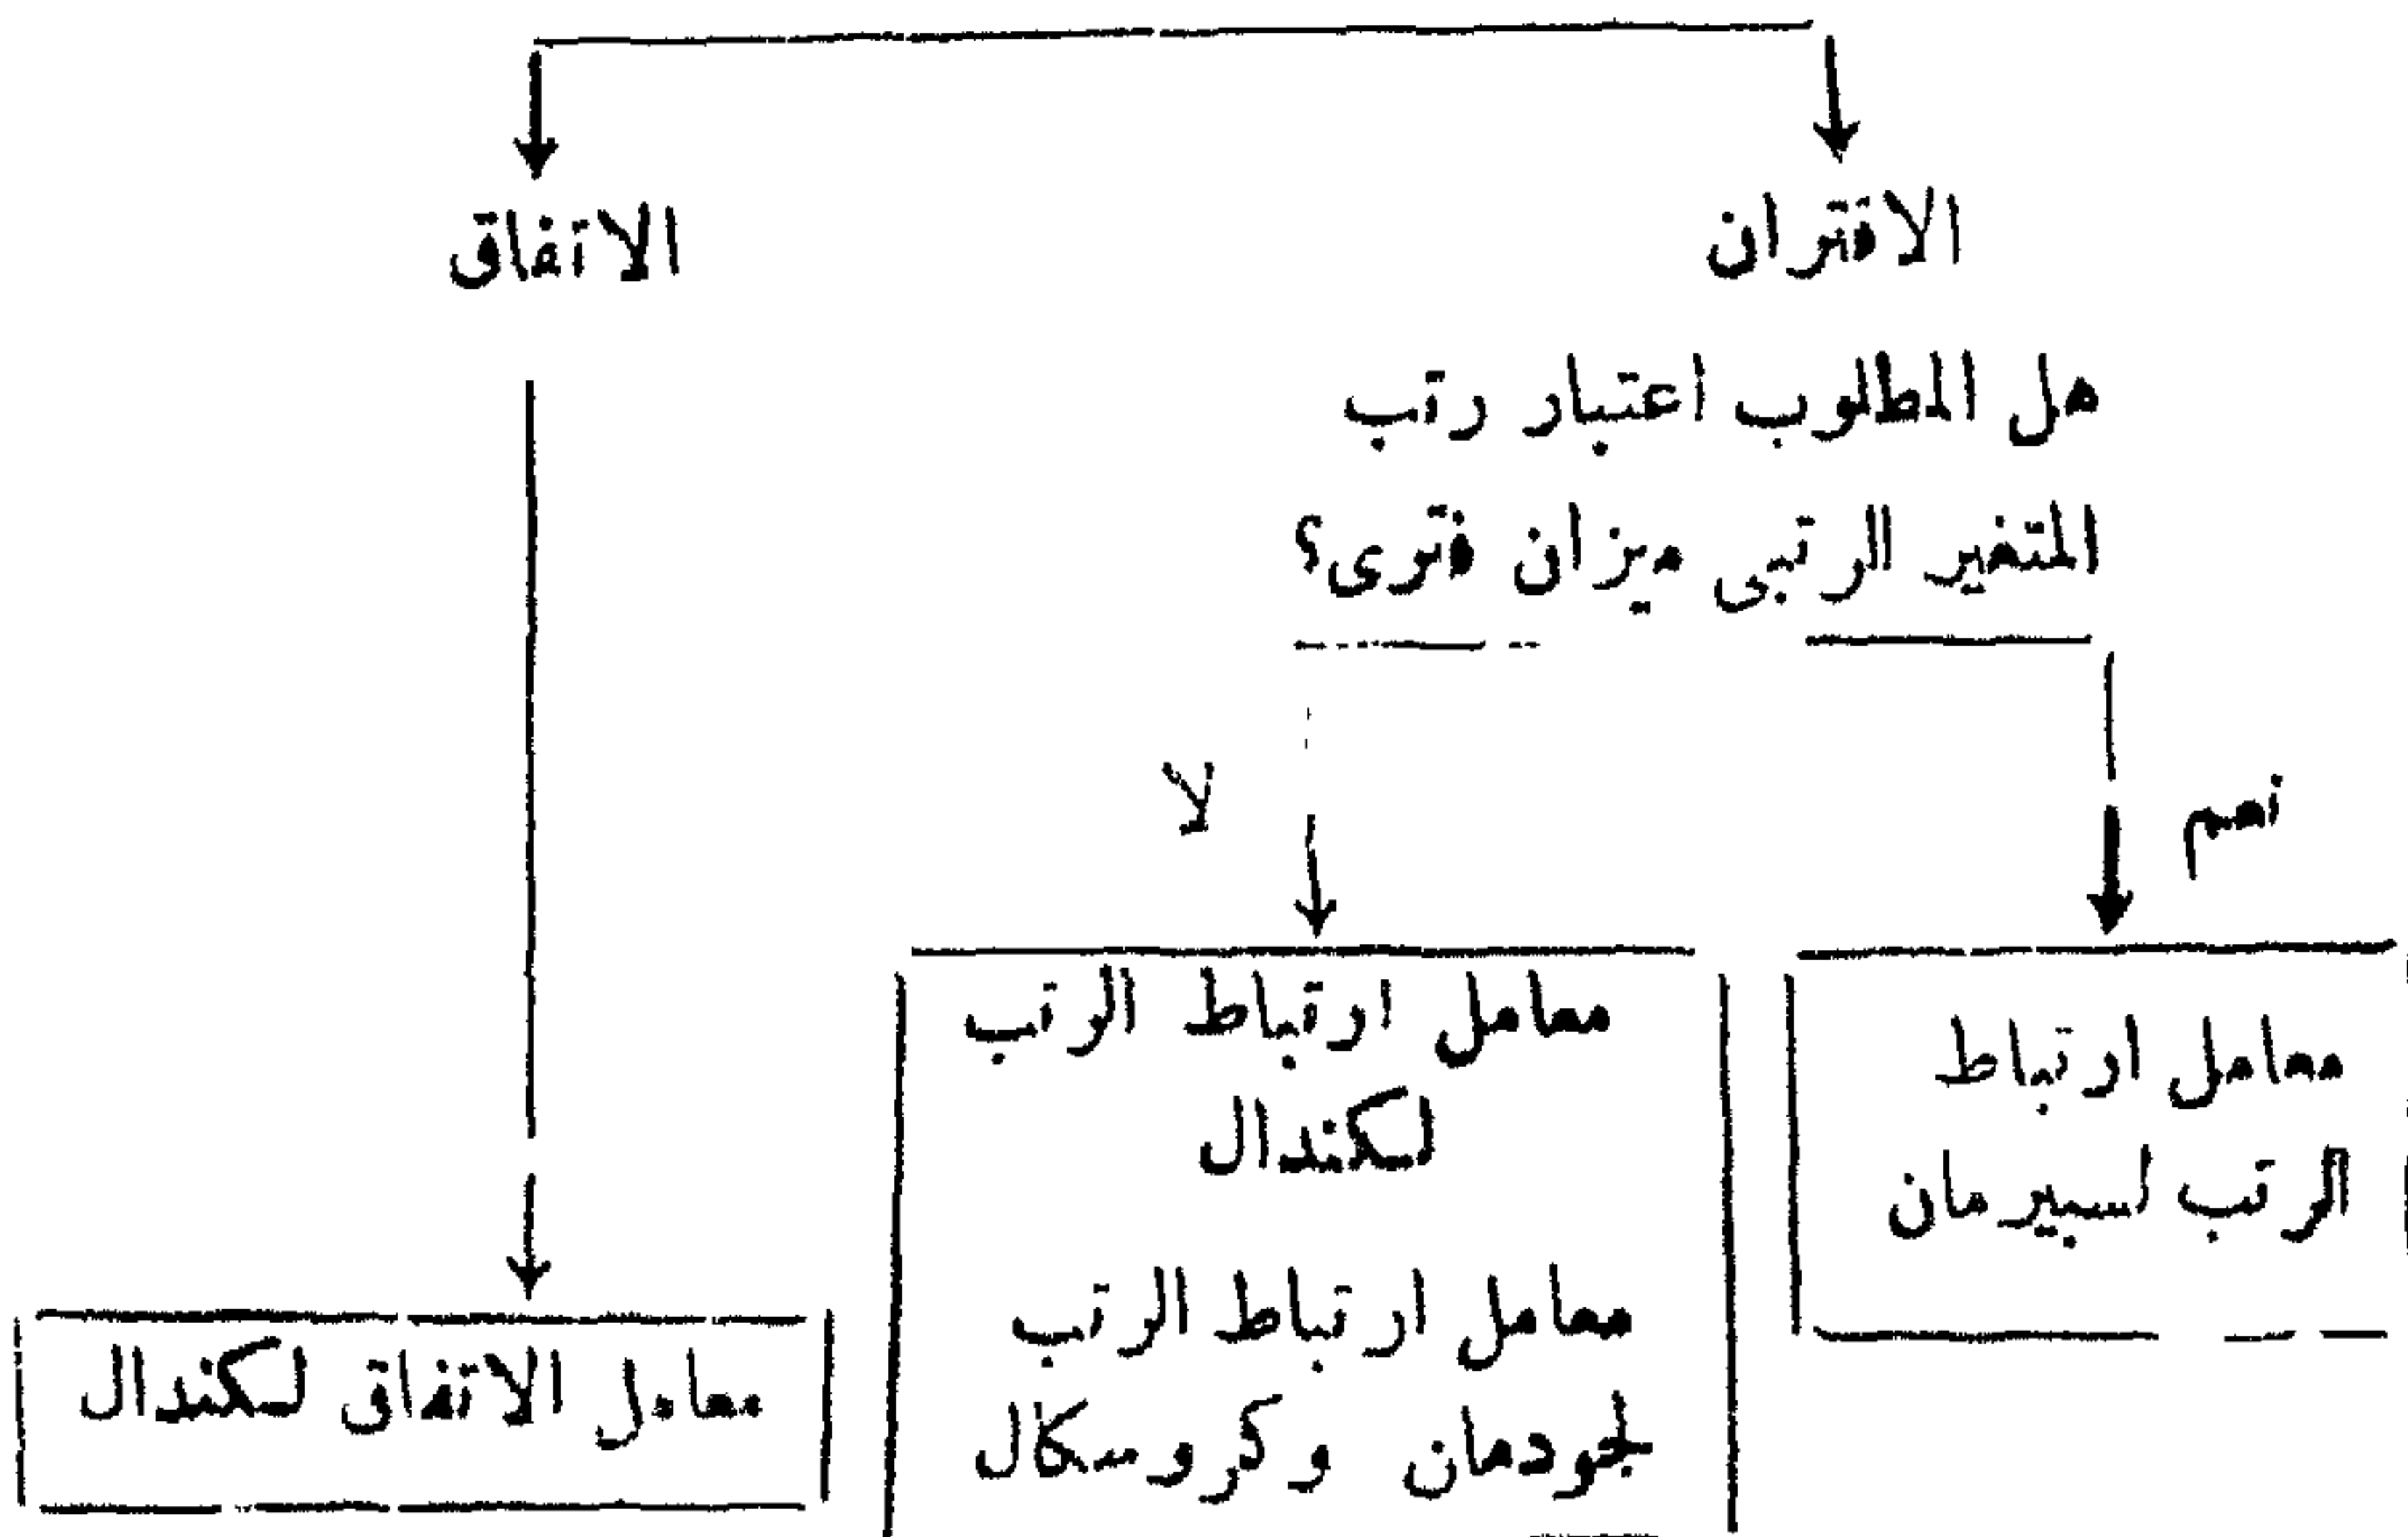 الاقتران
الاتفاق
هل المطلوب اعتبار رتب
المتغير الرتبى ميزان فترى؟
نعم
لا
معامل ارتباط
الرتب لسبيرمان
معامل ارتباط الرتب
لكندال
معامل ارتباط الرتب
لجودمان وكروسكال
معامل الاتفاق لكندال